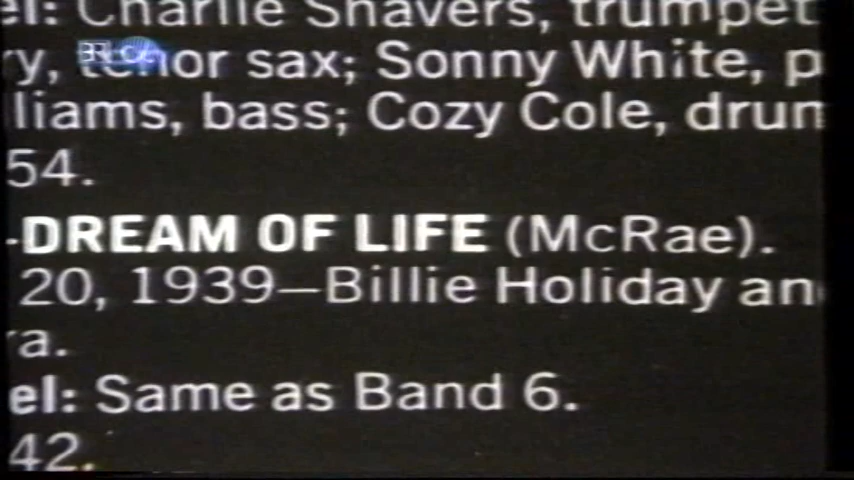 el: Charlie Shavers, trumpet
y, tenor sax; Sonny White, p
lliams, bass; Cozy Cole, drum
54.
-DREAM OF LIFE (McRae).
20, 1939—Billie Holiday an
a.
el: Same as Band 6.
42.